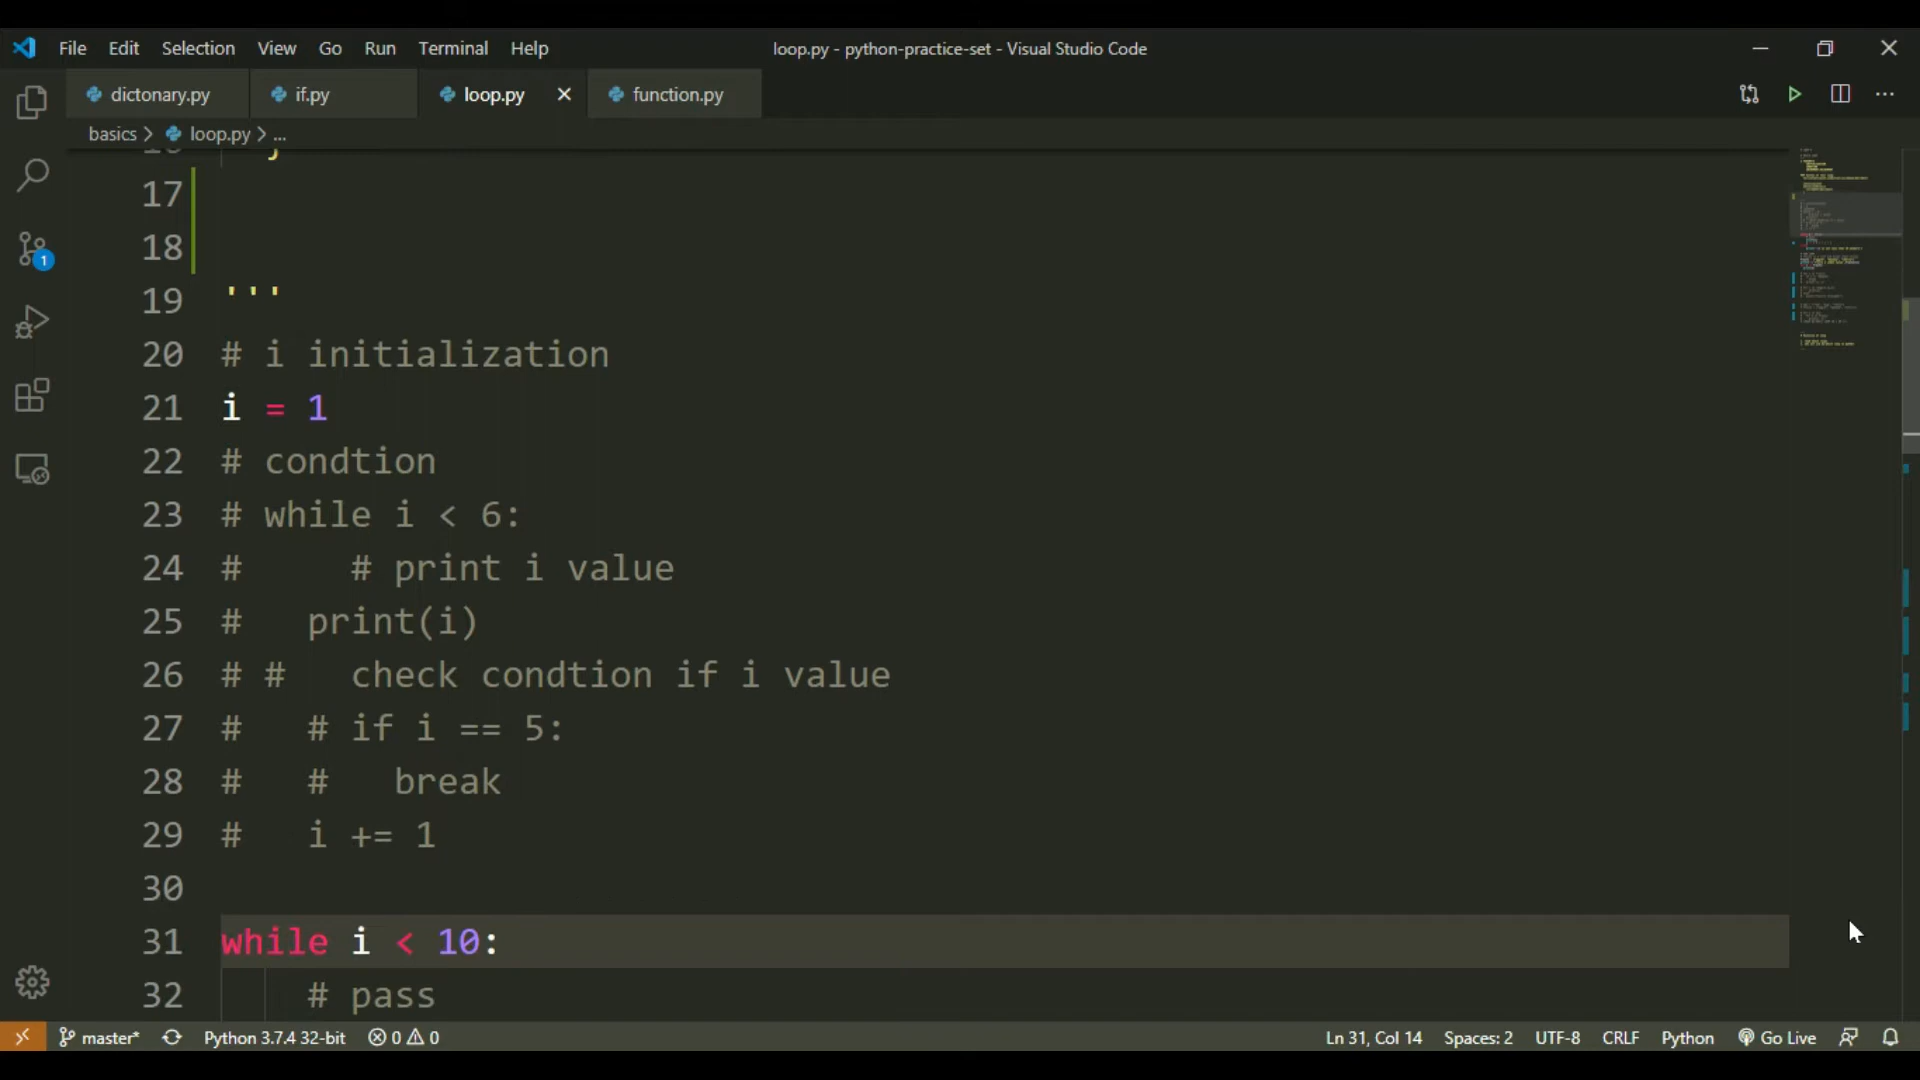 File Edit Selection View Go Run Terminal Help loop.py - python-practice-set - Visual Studio Code
dictonary.py if.py loop.py function.py
basics > loop.py > ...
17
18
19 '''
20 # i initialization
21 i = 1
22 # condtion
23 # while i < 6:
24 #     # print i value
25 #   print(i)
26 # #   check condtion if i value
27 #   # if i == 5:
28 #   #   break
29 #   i += 1
30
31 while i < 10:
32     # pass
1
master* Python 3.7.4 32-bit 0 0 Ln 31, Col 14 Spaces: 2 UTF-8 CRLF Python Go Live